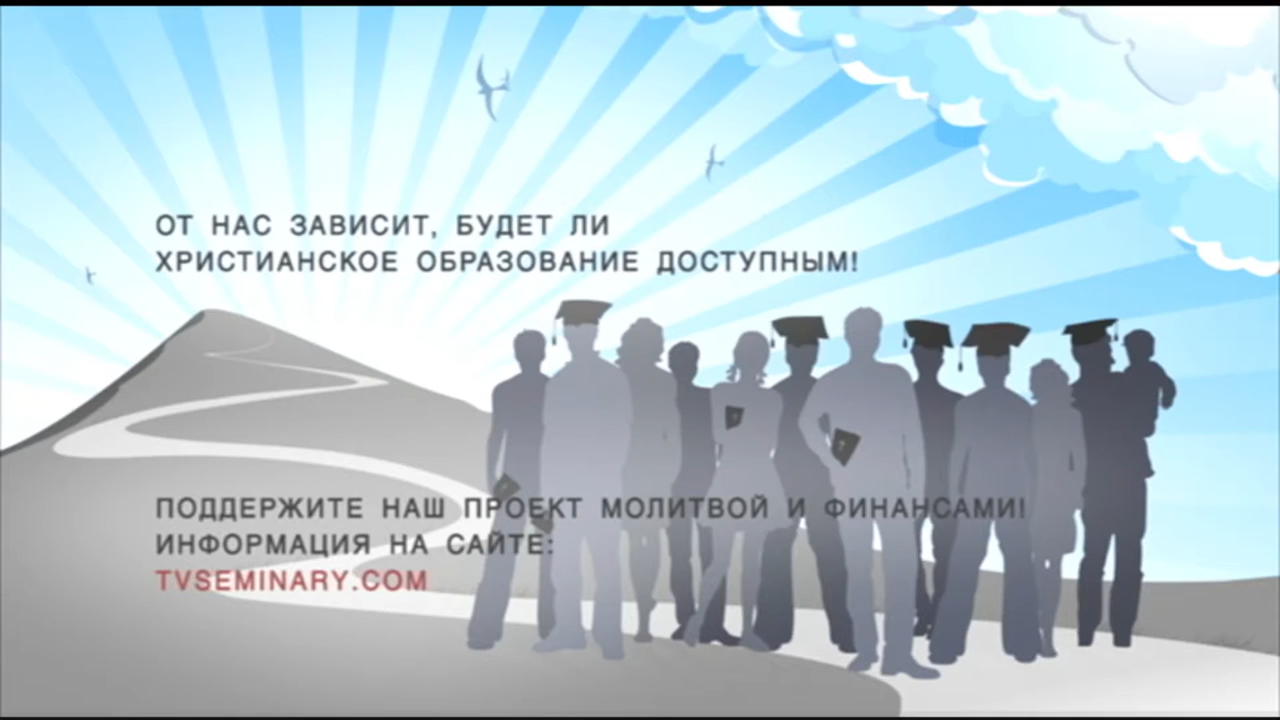 ОТ НАС ЗАВИСИТ, БУДЕТ ЛИ
ХРИСТИАНСКОЕ ОБРАЗОВАНИЕ ДОСТУПНЫМ!
ПОДДЕРЖИТЕ НАШ ПРОЕКТ МОЛИТВОЙ И ФИНАНСАМИ!
ИНФОРМАЦИЯ НА САЙТЕ:
TVSEMINARY.COM